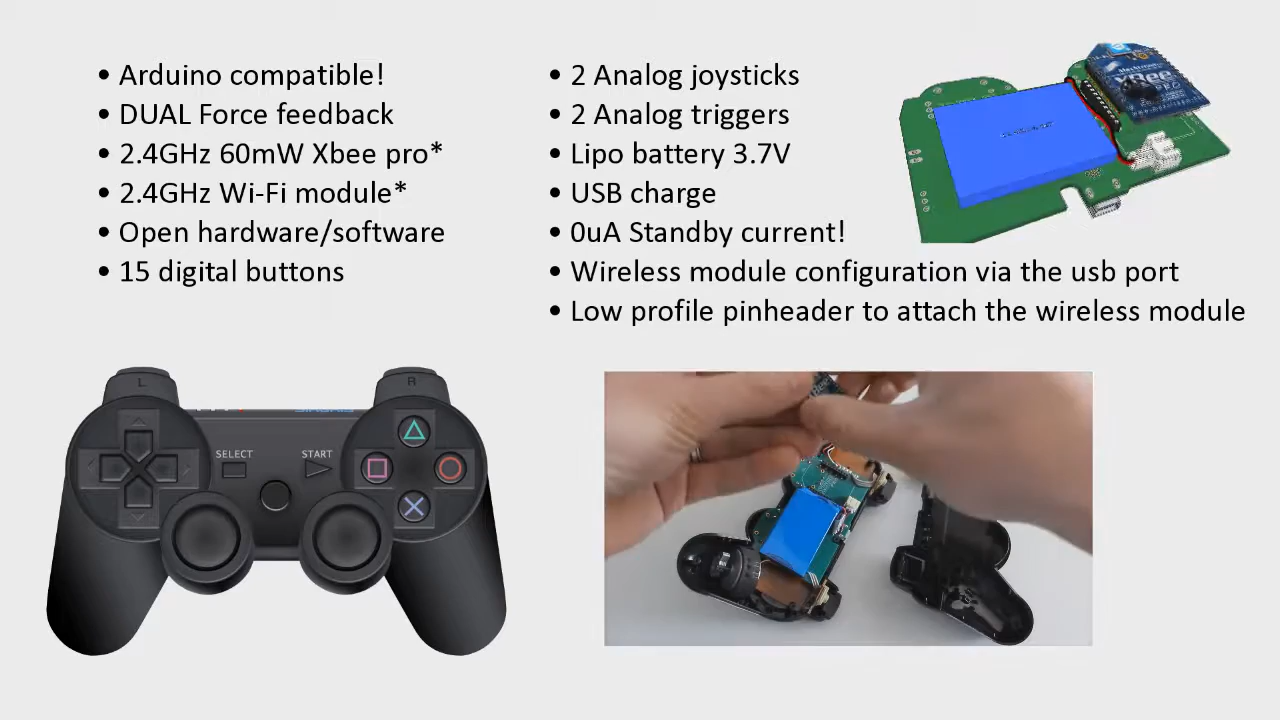 • Arduino compatible!
• DUAL Force feedback
• 2.4GHz 60mW Xbee pro*
• 2.4GHz Wi-Fi module*
• Open hardware/software
• 15 digital buttons
• 2 Analog joysticks
• 2 Analog triggers
• Lipo battery 3.7V
• USB charge
• 0uA Standby current!
• Wireless module configuration via the usb port
• Low profile pinheader to attach the wireless module
XBee
PRO
L
R
SELECT
START